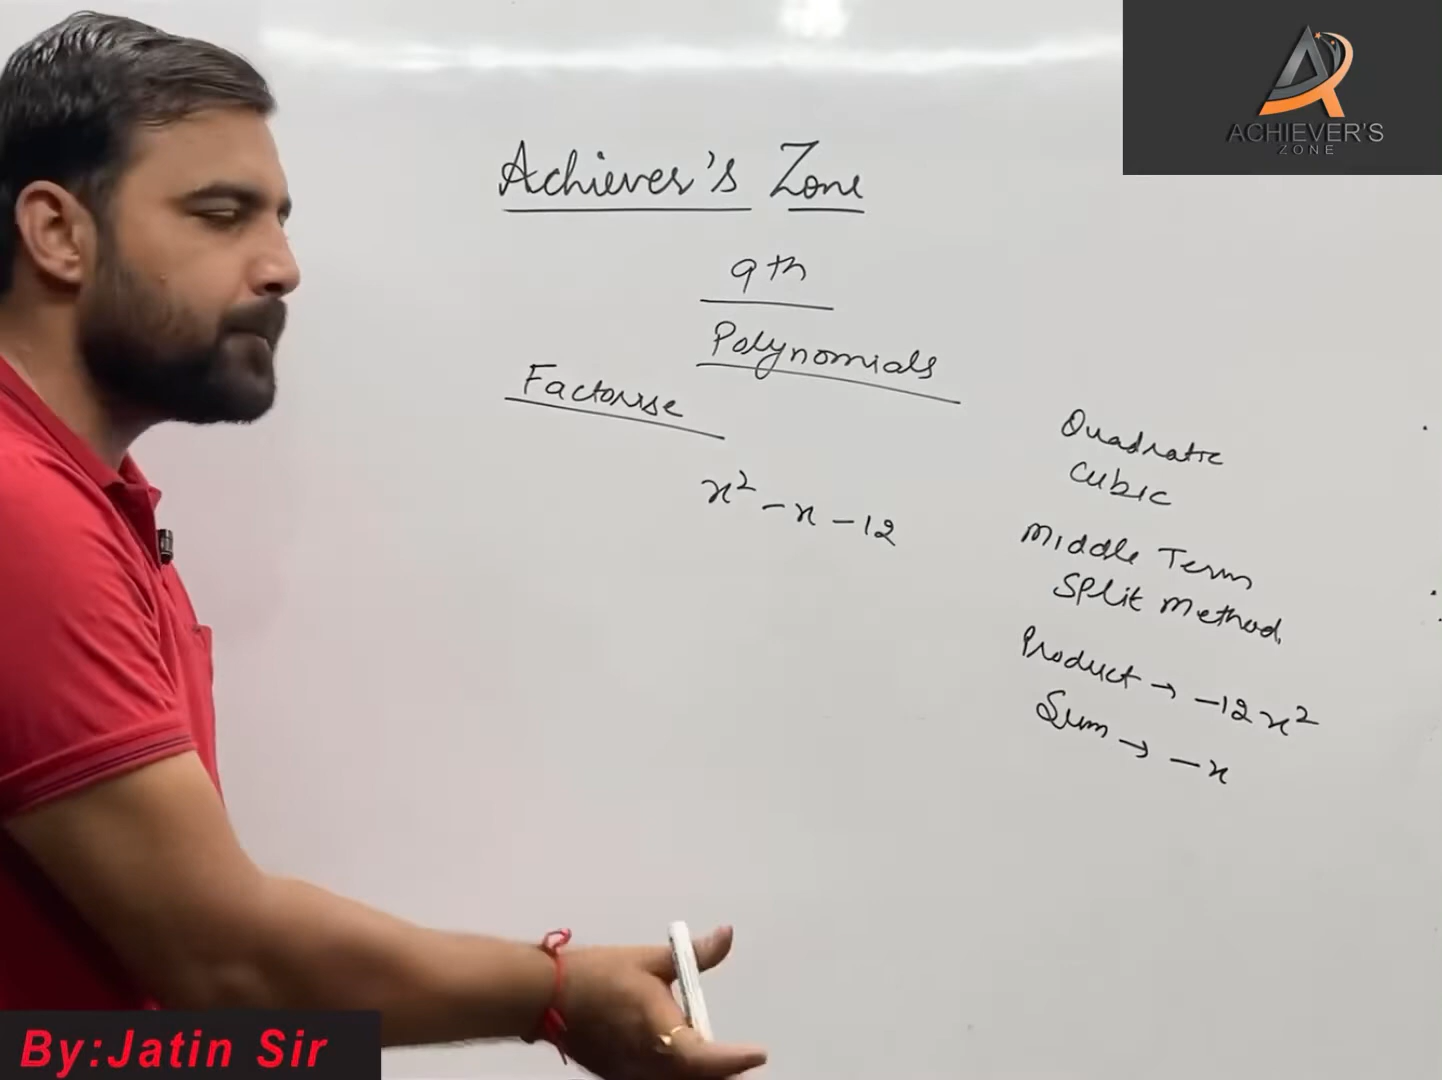 ACHIEVER'S
ZONE
Achiever's Zone
9th
Polynomials
Factorise
x² - x - 12
Quadratic
Cubic
Middle Term
Split Method
Product → -12x²
Sum → -x
By:Jatin Sir